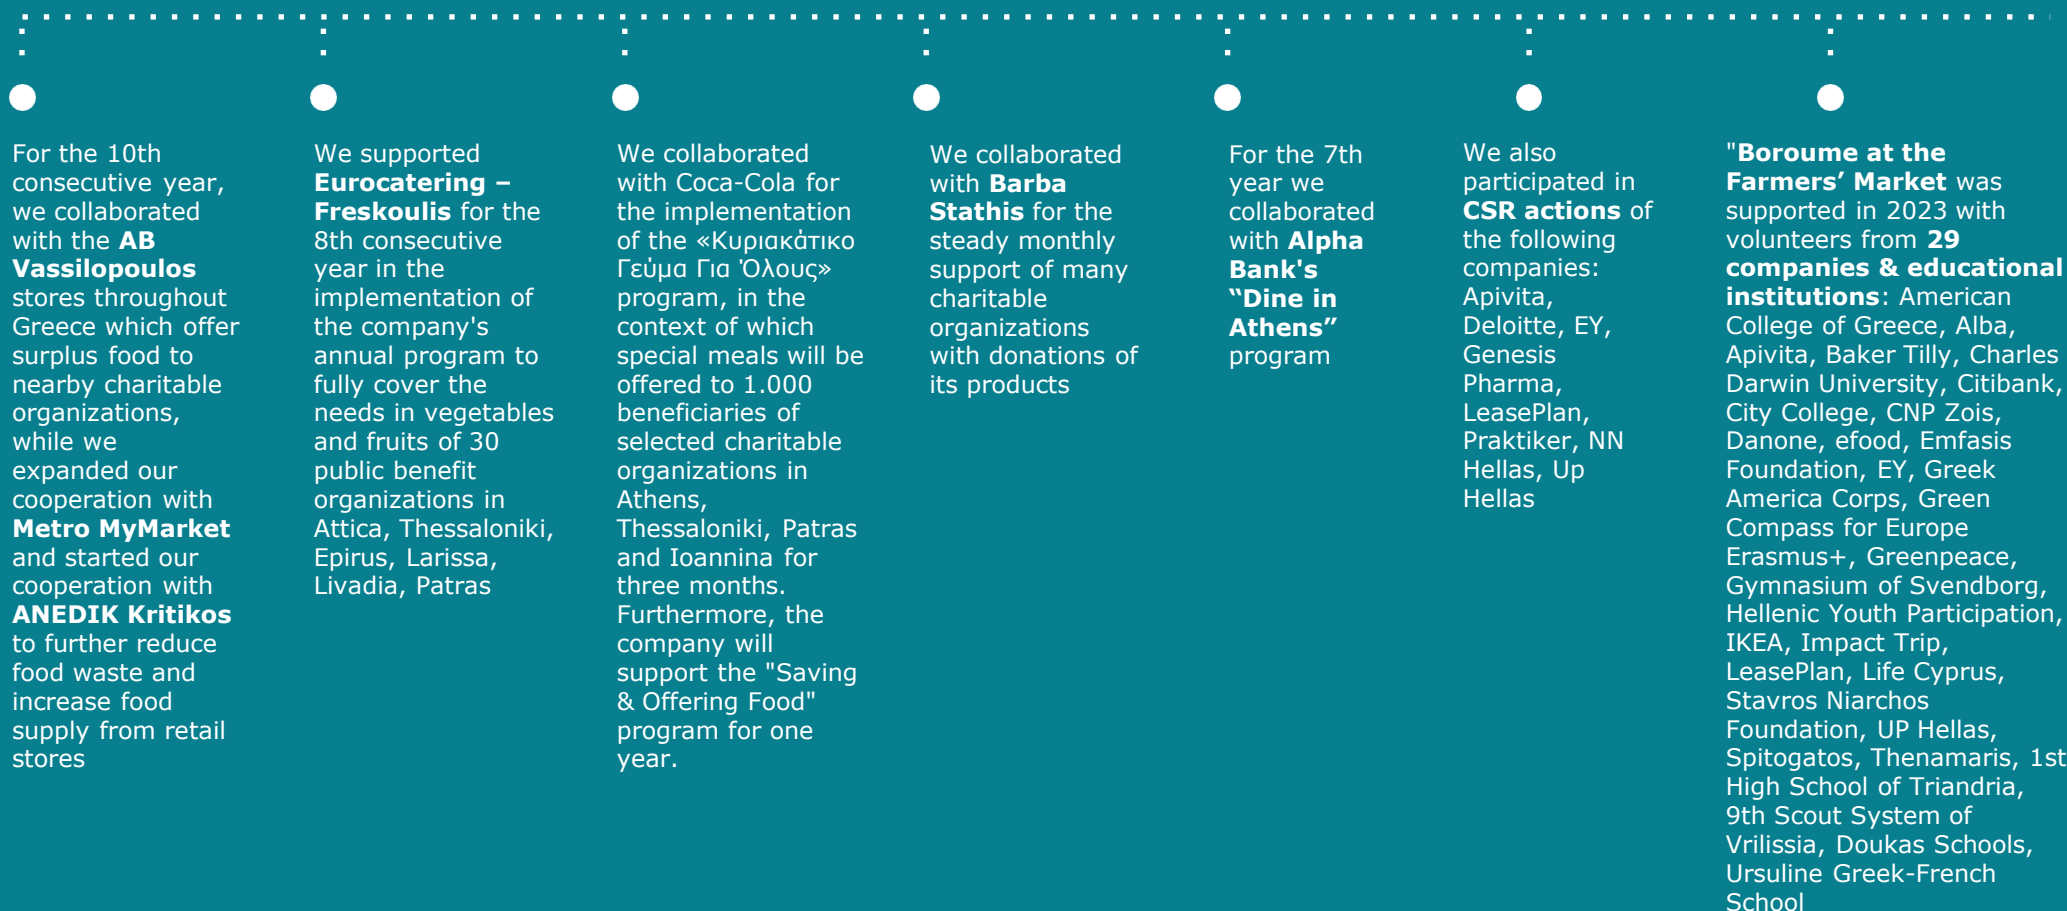 For the 10th
consecutive year,
we collaborated
with the AB
Vassilopoulos
stores throughout
Greece which offer
surplus food to
nearby charitable
organizations,
while we
expanded our
cooperation with
Metro MyMarket
and started our
cooperation with
ANEDIK Kritikos
to further reduce
food waste and
increase food
supply from retail
stores
We supported
Eurocatering –
Freskoulis for the
8th consecutive
year in the
implementation of
the company's
annual program to
fully cover the
needs in vegetables
and fruits of 30
public benefit
organizations in
Attica, Thessaloniki,
Epirus, Larissa,
Livadia, Patras
We collaborated
with Coca-Cola for
the implementation
of the «Κυριακάτικο
Γεύμα Για Όλους»
program, in the
context of which
special meals will be
offered to 1.000
beneficiaries of
selected charitable
organizations in
Athens,
Thessaloniki, Patras
and Ioannina for
three months.
Furthermore, the
company will
support the "Saving
& Offering Food"
program for one
year.
We collaborated
with Barba
Stathis for the
steady monthly
support of many
charitable
organizations
with donations of
its products
For the 7th
year we
collaborated
with Alpha
Bank's
“Dine in
Athens”
program
We also
participated in
CSR actions of
the following
companies:
Apivita,
Deloitte, EY,
Genesis
Pharma,
LeasePlan,
Praktiker, NN
Hellas, Up
Hellas
"Boroume at the
Farmers’ Market was
supported in 2023 with
volunteers from 29
companies & educational
institutions: American
College of Greece, Alba,
Apivita, Baker Tilly, Charles
Darwin University, Citibank,
City College, CNP Zois,
Danone, efood, Emfasis
Foundation, EY, Greek
America Corps, Green
Compass for Europe
Erasmus+, Greenpeace,
Gymnasium of Svendborg,
Hellenic Youth Participation,
IKEA, Impact Trip,
LeasePlan, Life Cyprus,
Stavros Niarchos
Foundation, UP Hellas,
Spitogatos, Thenamaris, 1st
High School of Triandria,
9th Scout System of
Vrilissia, Doukas Schools,
Ursuline Greek-French
School